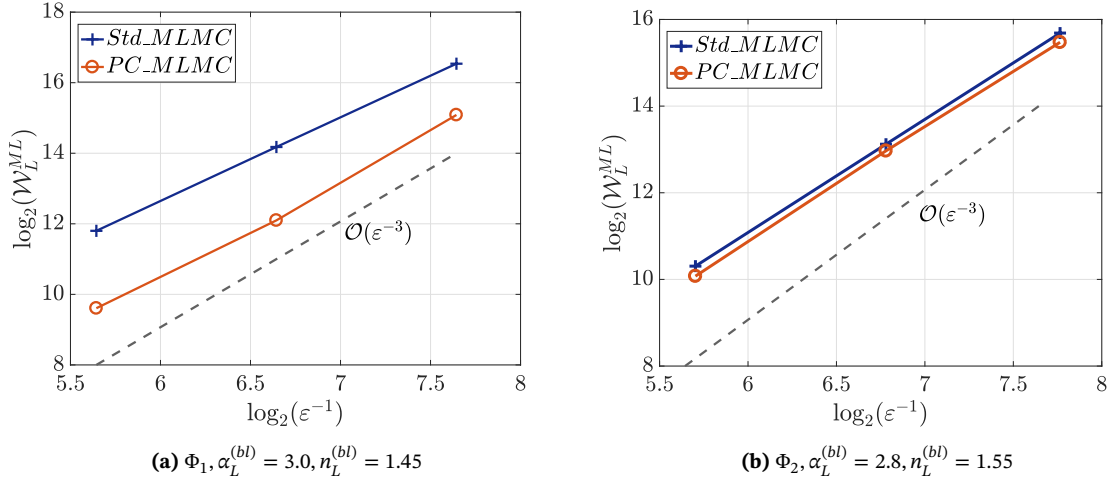 18
16
14
12
10
8
log₂(𝒲_L^{ML})
Std_MLMC
PC_MLMC
𝒪(ε⁻³)
5.5 6 6.5 7 7.5 8
log₂(ε⁻¹)
(a) Φ₁, α_L^{(bl)} = 3.0, n_L^{(bl)} = 1.45
16
14
12
10
8
log₂(𝒲_L^{ML})
Std_MLMC
PC_MLMC
𝒪(ε⁻³)
5.5 6 6.5 7 7.5 8
log₂(ε⁻¹)
(b) Φ₂, α_L^{(bl)} = 2.8, n_L^{(bl)} = 1.55